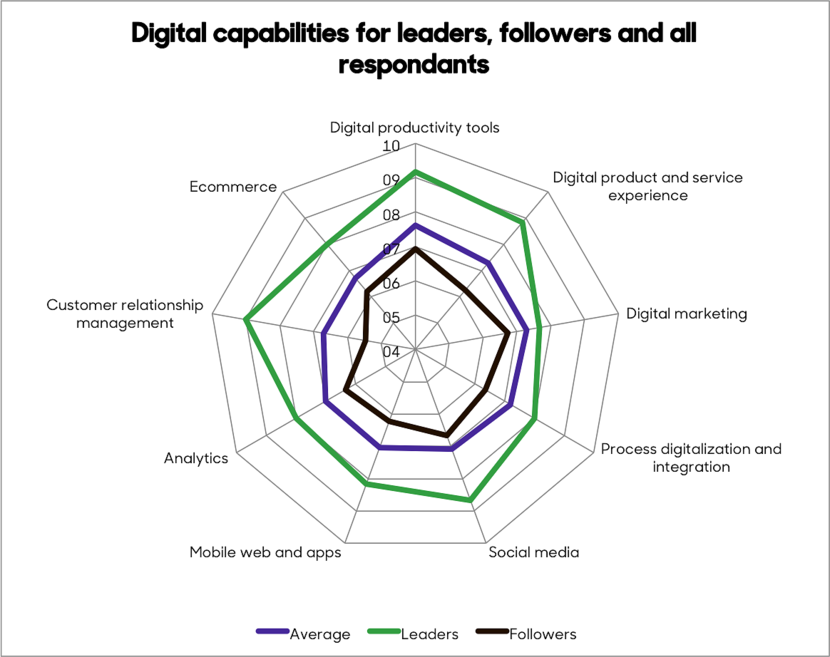 Digital capabilities for leaders, followers and all
respondants
Digital productivity tools
10
09
08
07
06
05
04
Digital product and service
experience
Ecommerce
Customer relationship
management
Digital marketing
Analytics
Process digitalization and
integration
Mobile web and apps
Social media
Average
Leaders
Followers